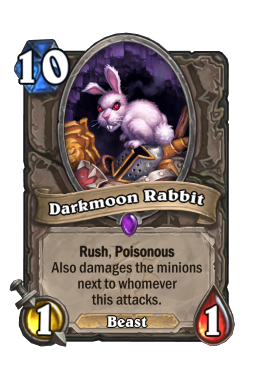 10
Darkmoon Rabbit
Rush, Poisonous
Also damages the minions
next to whomever
this attacks.
1
Beast
1